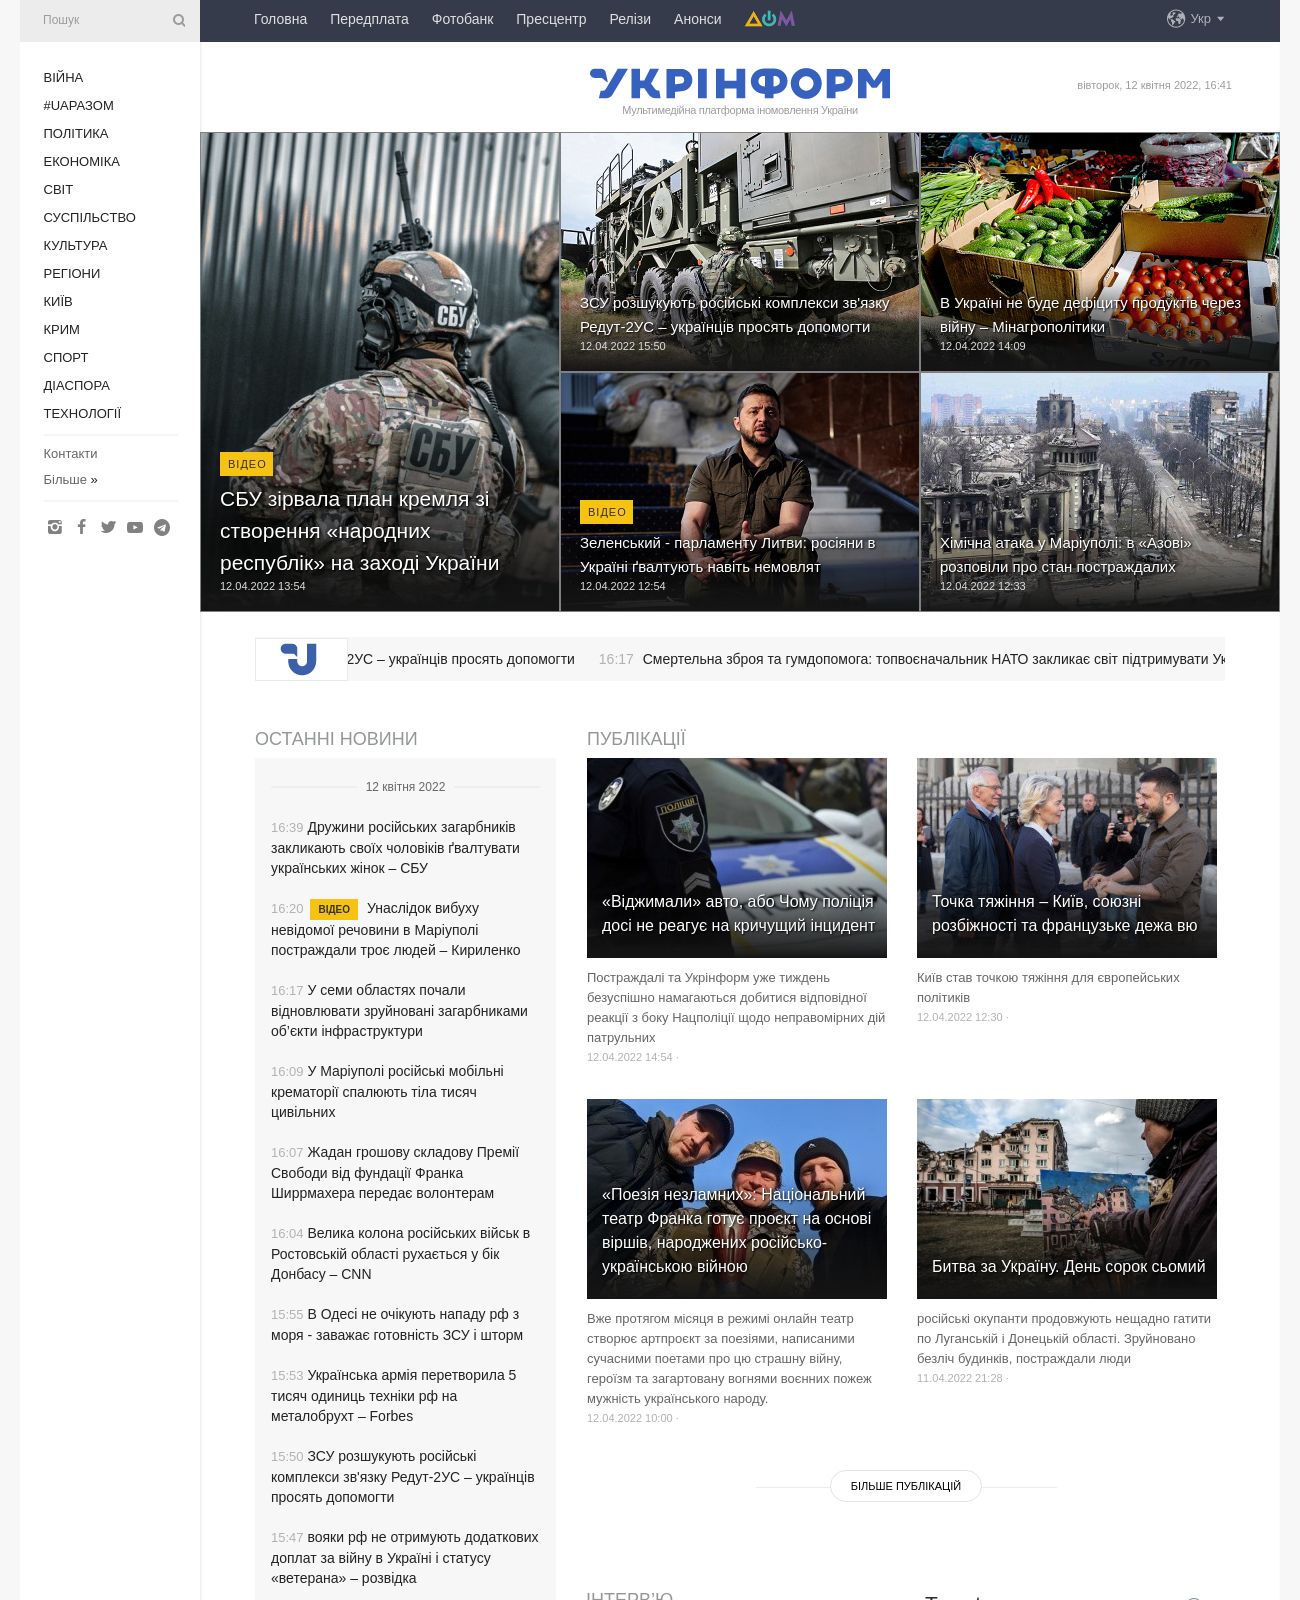 Пошук
Головна Передплата Фотобанк Пресцентр Релізи Анонси ДОМ
Укр
ВІЙНА
#UАРАЗОМ
ПОЛІТИКА
ЕКОНОМІКА
СВІТ
СУСПІЛЬСТВО
КУЛЬТУРА
РЕГІОНИ
КИЇВ
КРИМ
СПОРТ
ДІАСПОРА
ТЕХНОЛОГІЇ
Контакти
Більше »
УКРІНФОРМ
Мультимедійна платформа іномовлення України
вівторок, 12 квітня 2022, 16:41
СБУ
СБУ
ВІДЕО
СБУ зірвала план кремля зі
створення «народних
республік» на заході України
12.04.2022 13:54
ЗСУ розшукують російські комплекси зв'язку
Редут-2УС – українців просять допомогти
12.04.2022 15:50
В Україні не буде дефіциту продуктів через
війну – Мінагрополітики
12.04.2022 14:09
ВІДЕО
Зеленський - парламенту Литви: росіяни в
Україні ґвалтують навіть немовлят
12.04.2022 12:54
Хімічна атака у Маріуполі: в «Азові»
розповіли про стан постраждалих
12.04.2022 12:33
2УС – українців просять допомогти 16:17 Смертельна зброя та гумдопомога: топвоєначальник НАТО закликає світ підтримувати Ук
ОСТАННІ НОВИНИ
12 квітня 2022
16:39 Дружини російських загарбників
закликають своїх чоловіків ґвалтувати
українських жінок – СБУ
16:20 ВІДЕО Унаслідок вибуху
невідомої речовини в Маріуполі
постраждали троє людей – Кириленко
16:17 У семи областях почали
відновлювати зруйновані загарбниками
об’єкти інфраструктури
16:09 У Маріуполі російські мобільні
крематорії спалюють тіла тисяч
цивільних
16:07 Жадан грошову складову Премії
Свободи від фундації Франка
Ширрмахера передає волонтерам
16:04 Велика колона російських військ в
Ростовській області рухається у бік
Донбасу – CNN
15:55 В Одесі не очікують нападу рф з
моря - заважає готовність ЗСУ і шторм
15:53 Українська армія перетворила 5
тисяч одиниць техніки рф на
металобрухт – Forbes
15:50 ЗСУ розшукують російські
комплекси зв'язку Редут-2УС – українців
просять допомогти
15:47 вояки рф не отримують додаткових
доплат за війну в Україні і статусу
«ветерана» – розвідка
ПУБЛІКАЦІЇ
ПОЛІЦІЯ
«Віджимали» авто, або Чому поліція
досі не реагує на кричущий інцидент
Постраждалі та Укрінформ уже тиждень
безуспішно намагаються добитися відповідної
реакції з боку Нацполіції щодо неправомірних дій
патрульних
12.04.2022 14:54 ·
Точка тяжіння – Київ, союзні
розбіжності та французьке дежа вю
Київ став точкою тяжіння для європейських
політиків
12.04.2022 12:30 ·
«Поезія незламних»: Національний
театр Франка готує проєкт на основі
віршів, народжених російсько-
українською війною
Вже протягом місяця в режимі онлайн театр
створює артпроєкт за поезіями, написаними
сучасними поетами про цю страшну війну,
героїзм та загартовану вогнями воєнних пожеж
мужність українського народу.
12.04.2022 10:00 ·
Битва за Україну. День сорок сьомий
російські окупанти продовжують нещадно гатити
по Луганській і Донецькій області. Зруйновано
безліч будинків, постраждали люди
11.04.2022 21:28 ·
БІЛЬШЕ ПУБЛІКАЦІЙ
ІНТЕРВ’Ю